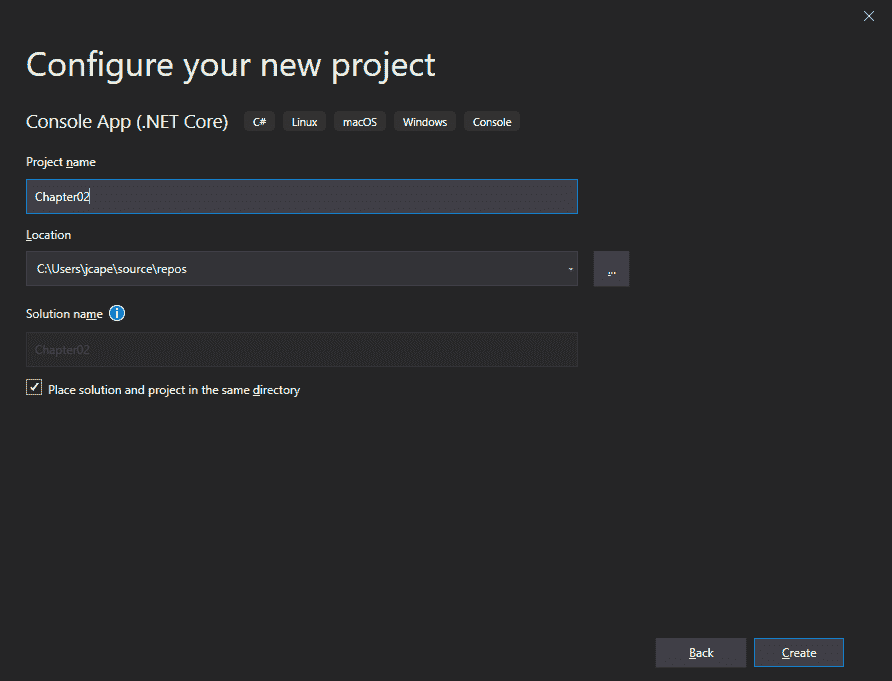 Configure your new project
Console App (.NET Core) C# Linux macOS Windows Console
Project name
Chapter02
Location
C:\Users\jcape\source\repos
...
Solution name i
Chapter02
Place solution and project in the same directory
Back Create